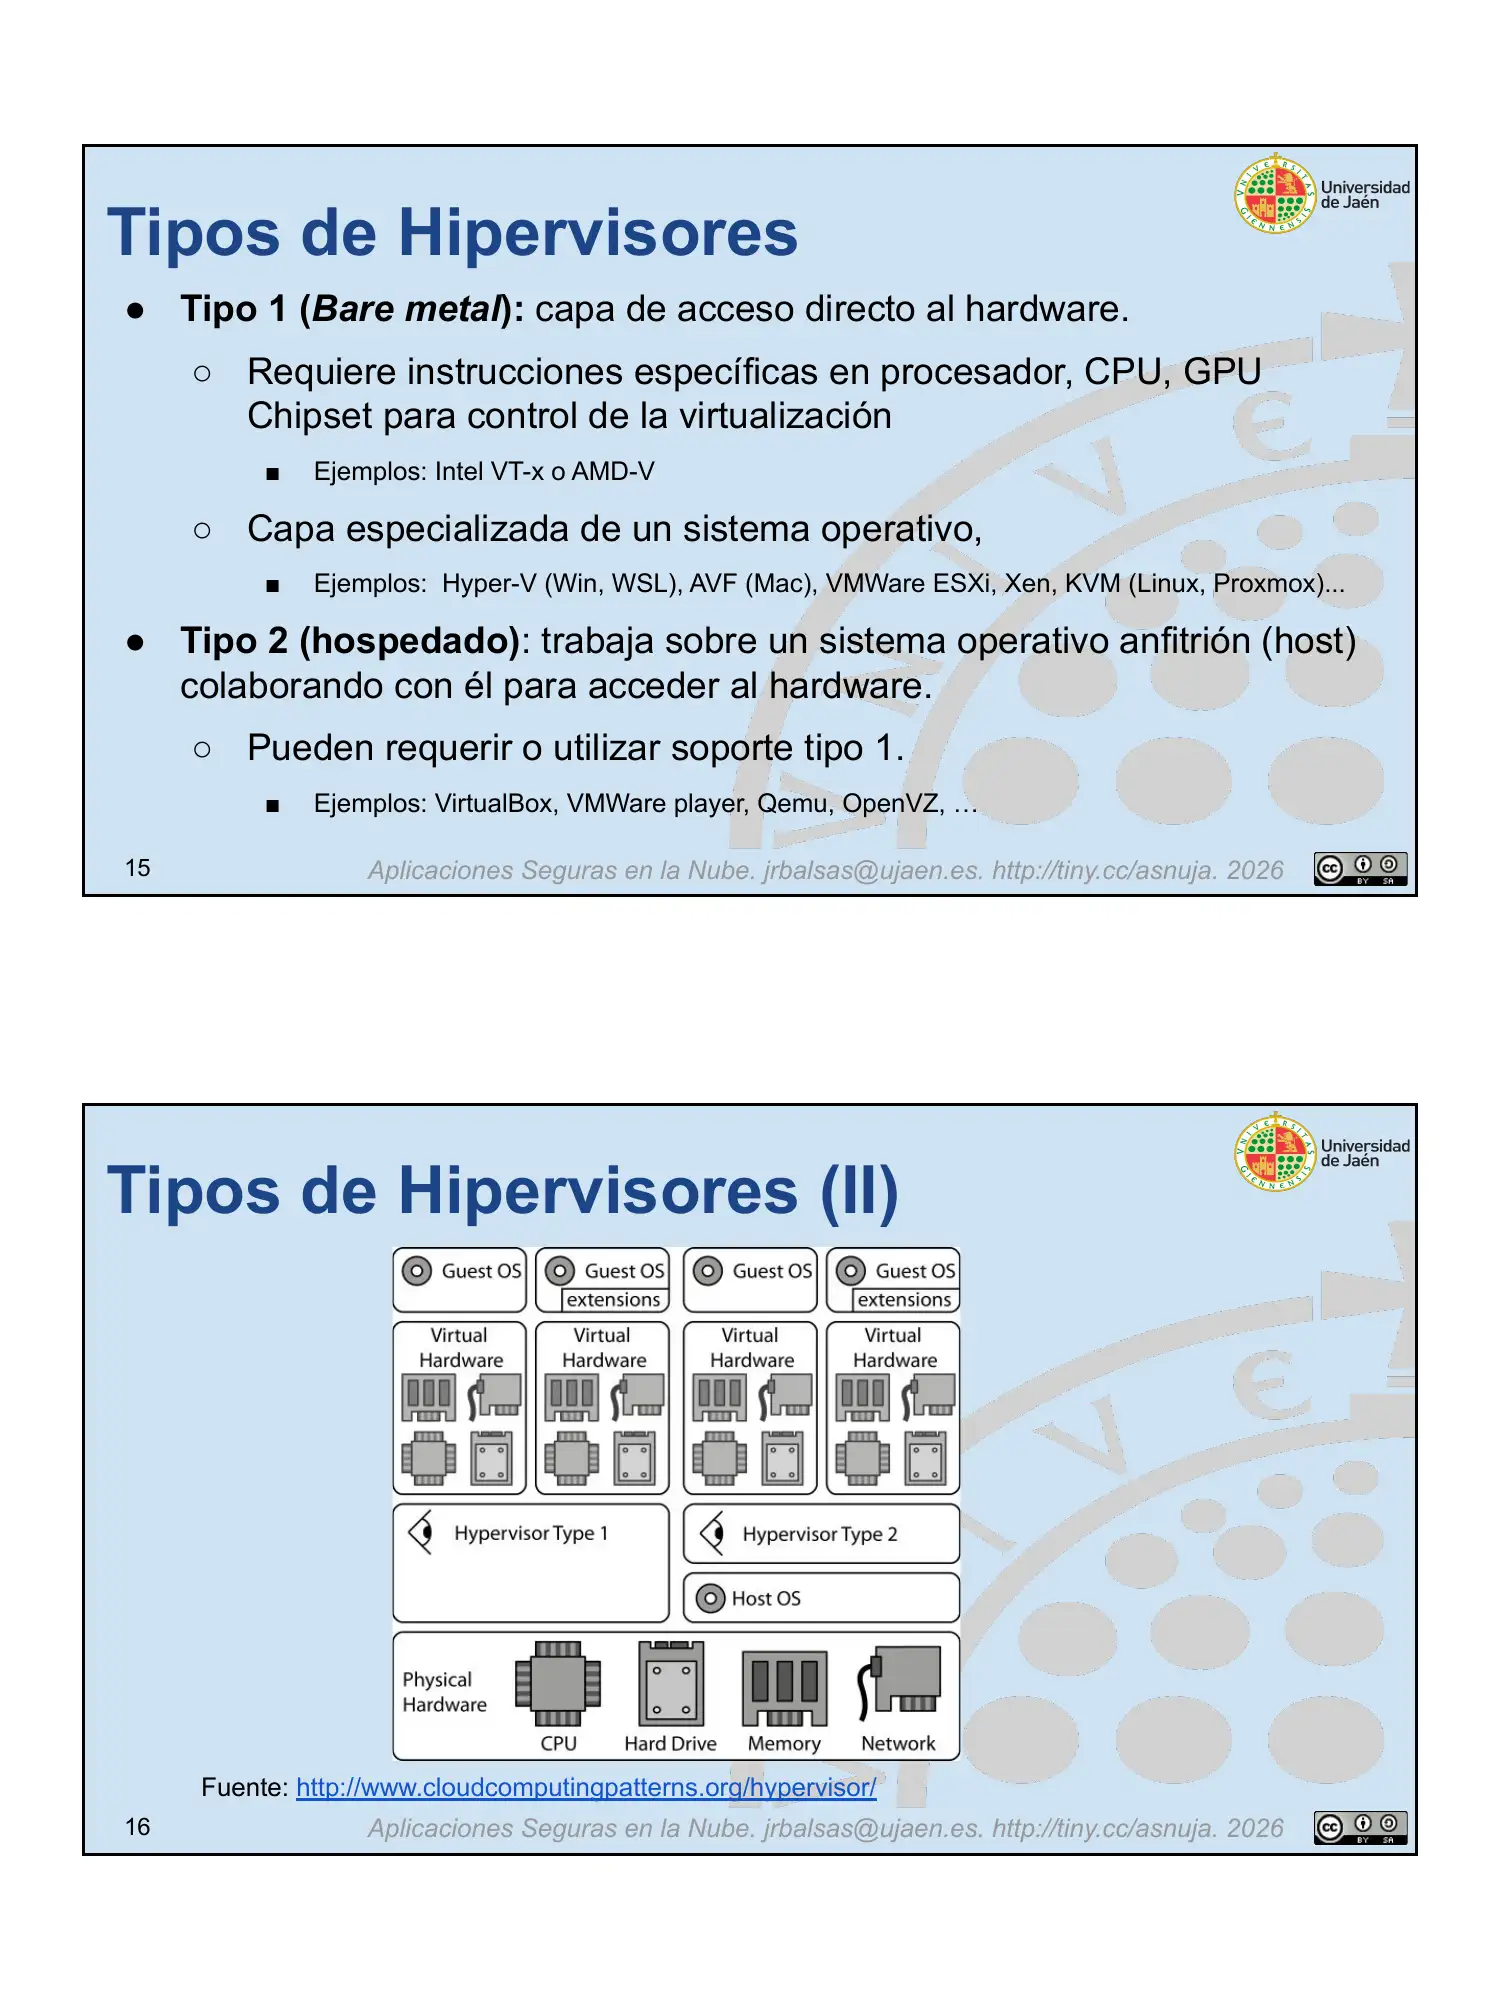 Universidad
de Jaén
Tipos de Hipervisores
● Tipo 1 (Bare metal): capa de acceso directo al hardware.
○ Requiere instrucciones específicas en procesador, CPU, GPU
Chipset para control de la virtualización
■ Ejemplos: Intel VT-x o AMD-V
○ Capa especializada de un sistema operativo,
■ Ejemplos: Hyper-V (Win, WSL), AVF (Mac), VMWare ESXi, Xen, KVM (Linux, Proxmox)...
● Tipo 2 (hospedado): trabaja sobre un sistema operativo anfitrión (host)
colaborando con él para acceder al hardware.
○ Pueden requerir o utilizar soporte tipo 1.
■ Ejemplos: VirtualBox, VMWare player, Qemu, OpenVZ, …
15 Aplicaciones Seguras en la Nube. jrbalsas@ujaen.es. http://tiny.cc/asnuja. 2026
cc BY SA
Universidad
de Jaén
Tipos de Hipervisores (II)
Guest OS Guest OS Guest OS Guest OS
extensions extensions
Virtual Virtual Virtual Virtual
Hardware Hardware Hardware Hardware
Hypervisor Type 1 Hypervisor Type 2
Host OS
Physical
Hardware
CPU Hard Drive Memory Network
Fuente: http://www.cloudcomputingpatterns.org/hypervisor/
16 Aplicaciones Seguras en la Nube. jrbalsas@ujaen.es. http://tiny.cc/asnuja. 2026
cc BY SA